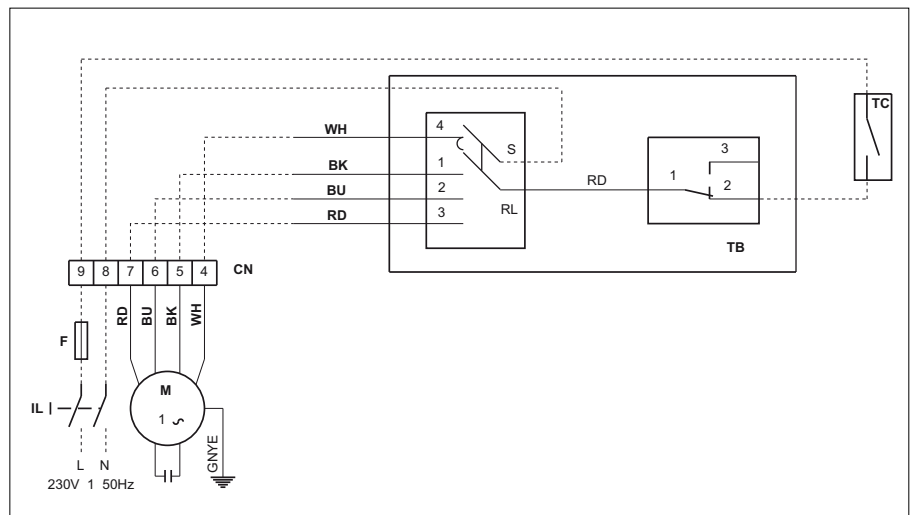 TC
WH
4
S
BK
1
3
BU
2
RD
1
2
RD
3
RL
TB
9 8 7 6 5 4 CN
RD
BU
BK
WH
F
M
IL
1
GNYE
L N
230V 1 50Hz